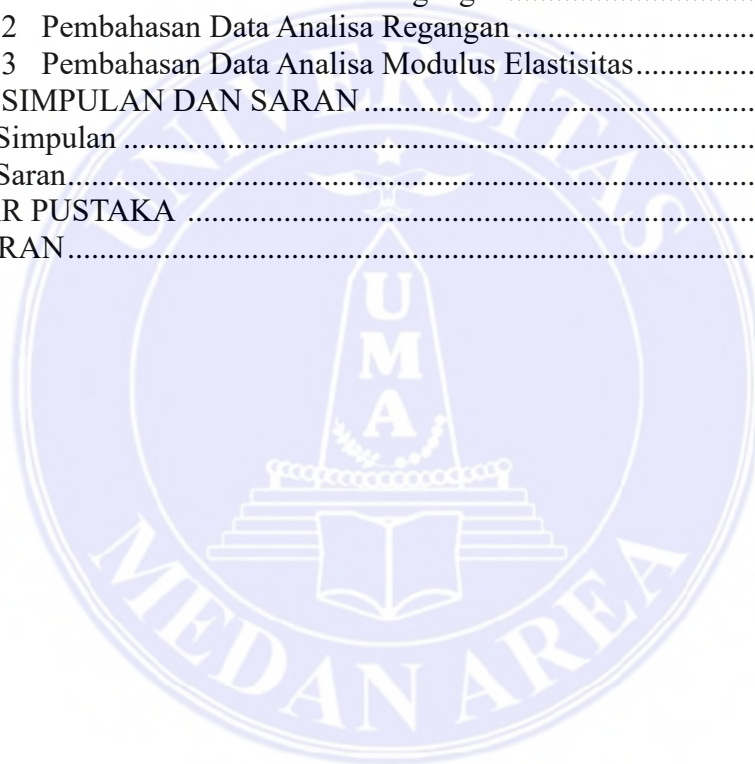 2 Pembahasan Data Analisa Regangan ..............................
3 Pembahasan Data Analisa Modulus Elastisitas...............
SIMPULAN DAN SARAN .................................................
Simpulan ...............................................................................
Saran.......................................................................................
R PUSTAKA .......................................................................
RAN.......................................................................................
UNIVERSITAS
UMA
MEDAN AREA